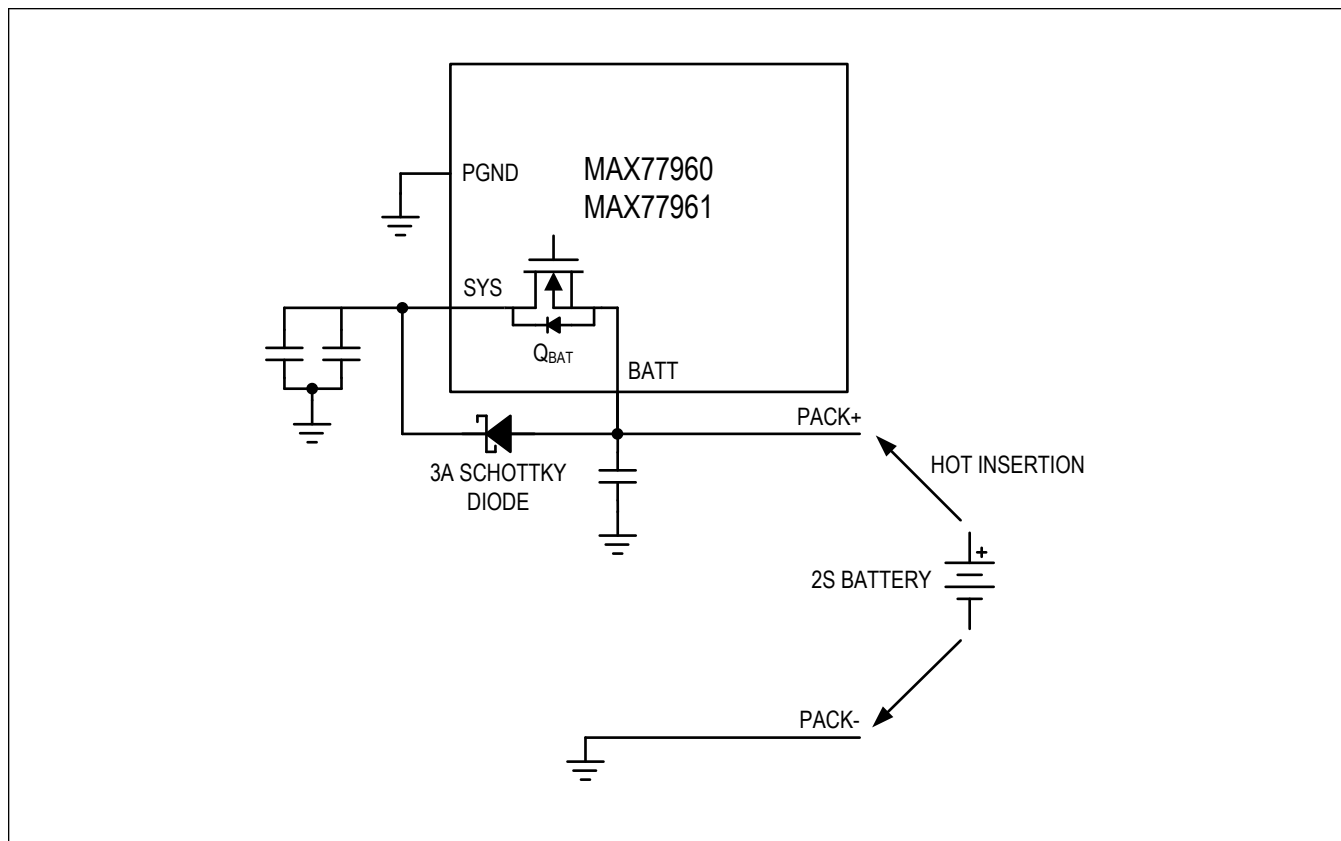 PGND
MAX77960
MAX77961
SYS
QBAT
BATT
PACK+
3A SCHOTTKY
DIODE
HOT INSERTION
+
2S BATTERY
PACK-